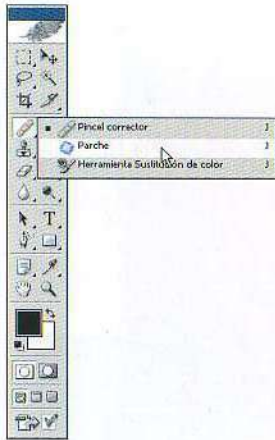 Pincel corrector J
Parche J
Herramienta Sustitución de color J